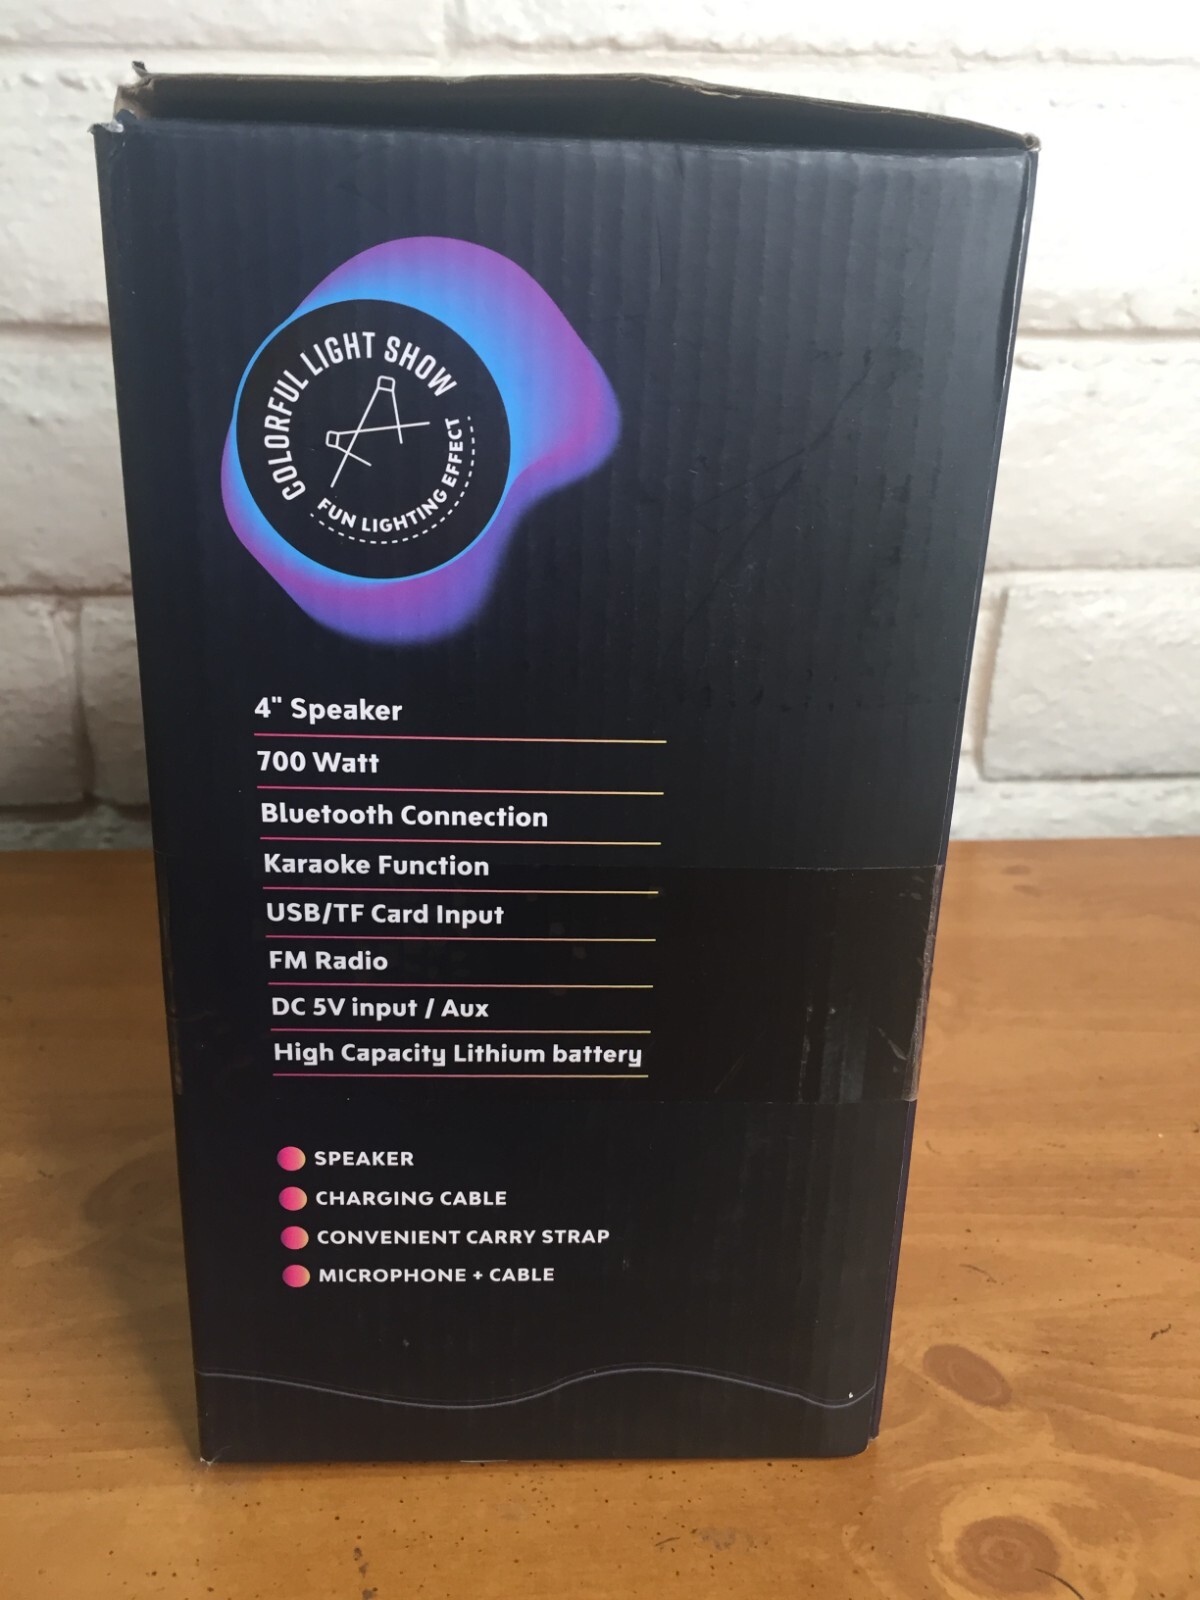 COLORFUL LIGHT SHOW
FUN LIGHTING EFFECT
4" Speaker
700 Watt
Bluetooth Connection
Karaoke Function
USB/TF Card Input
FM Radio
DC 5V input / Aux
High Capacity Lithium battery
SPEAKER
CHARGING CABLE
CONVENIENT CARRY STRAP
MICROPHONE + CABLE